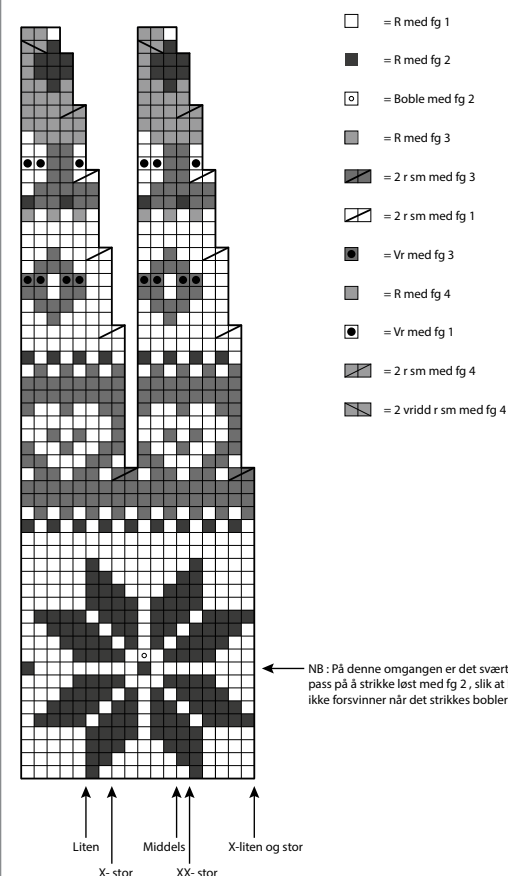 = R med fg 1
= R med fg 2
= Boble med fg 2
= R med fg 3
= 2 r sm med fg 3
= 2 r sm med fg 1
= Vr med fg 3
= R med fg 4
= Vr med fg 1
= 2 r sm med fg 4
= 2 vridd r sm med fg 4
NB : På denne omgangen er det svært
pass på å strikke løst med fg 2 , slik at
ikke forsvinner når det strikkes bobler
Liten Middels X-liten og stor
X- stor XX- stor